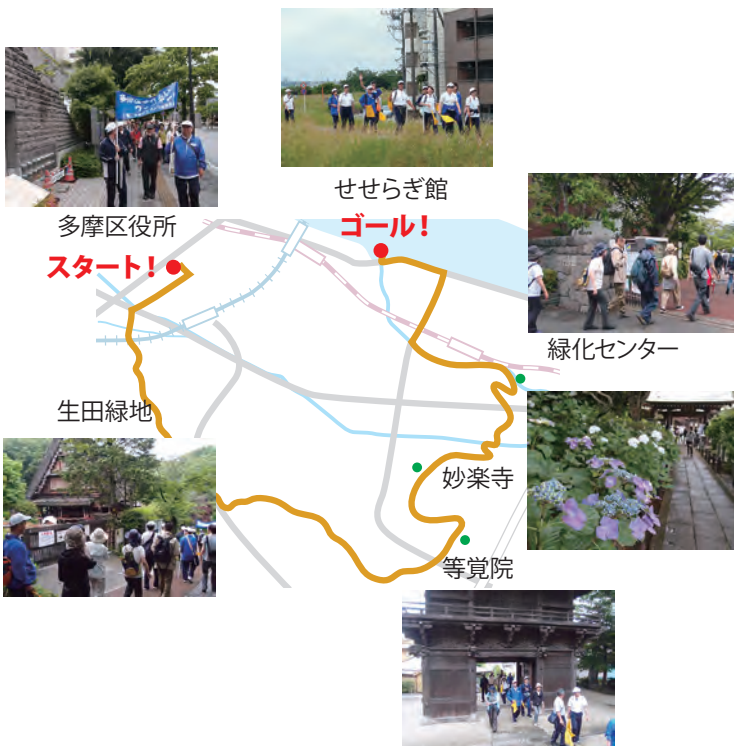 せせらぎ館
多摩区役所
ゴール!
スタート!
緑化センター
生田緑地
妙楽寺
等覚院